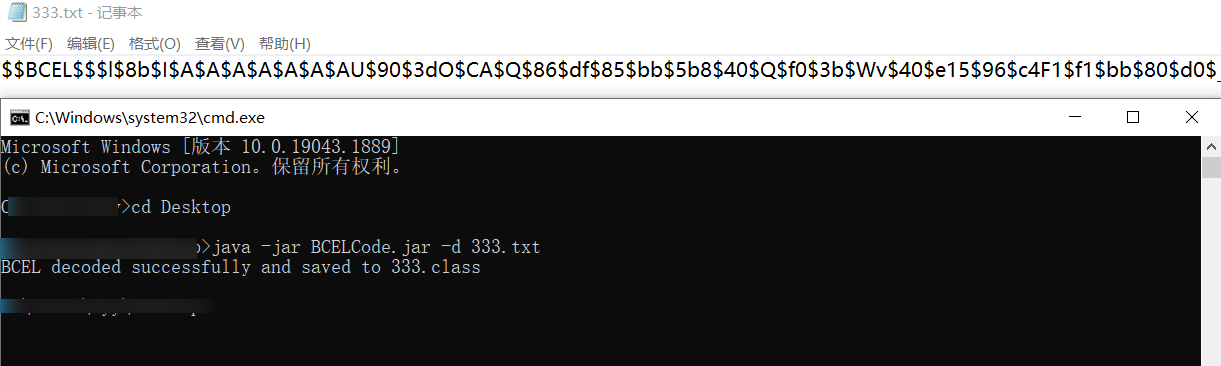 333.txt - 记事本
文件(F) 编辑(E) 格式(O) 查看(V) 帮助(H)
$$BCEL$$$l$8b$I$A$A$A$A$A$A$AU$90$3dO$CA$Q$86$df$85$bb$5b8$40$Q$f0$3b$Wv$40$e15$96$c4F1$f1$bb$80$d0$_
C:\Windows\system32\cmd.exe
Microsoft Windows [版本 10.0.19043.1889]
(c) Microsoft Corporation。保留所有权利。
>cd Desktop
>java -jar BCELCode.jar -d 333.txt
BCEL decoded successfully and saved to 333.class